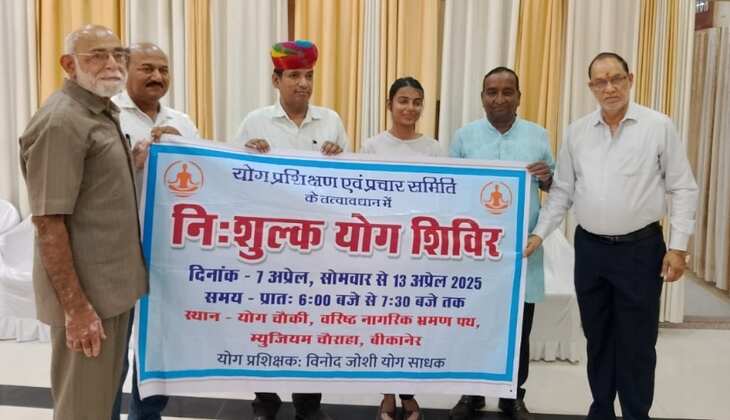 योग प्रशिक्षण एवं प्रचार समिति
के तत्वावधान में
निःशुल्क योग शिविर
दिनांक - 7 अप्रेल, सोमवार से 13 अप्रेल 2025
समय - प्रातः 6:00 बजे से 7:30 बजे तक
स्थान - योग चौकी, वरिष्ठ नागरिक भ्रमण पथ,
म्युजियम चौराहा, बीकानेर
योग प्रशिक्षक: विनोद जोशी योग साधक